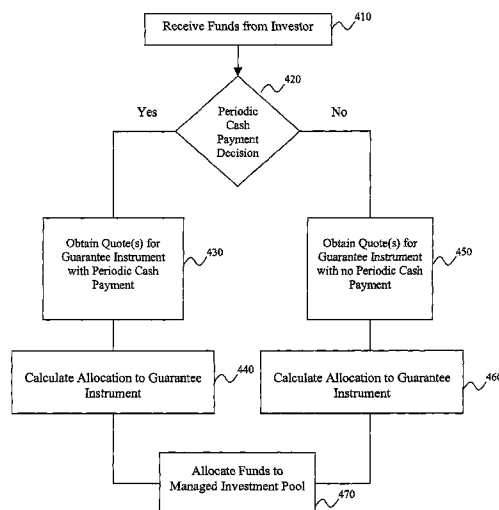 Receive Funds from Investor
410
420
Yes
No
Periodic
Cash
Payment
Decision
Obtain Quote(s) for
Guarantee Instrument
with Periodic Cash
Payment
430
Obtain Quote(s) for
Guarantee Instrument
with no Periodic Cash
Payment
450
Calculate Allocation to Guarantee
Instrument
440
Calculate Allocation to Guarantee
Instrument
460
Allocate Funds to
Managed Investment Pool
470